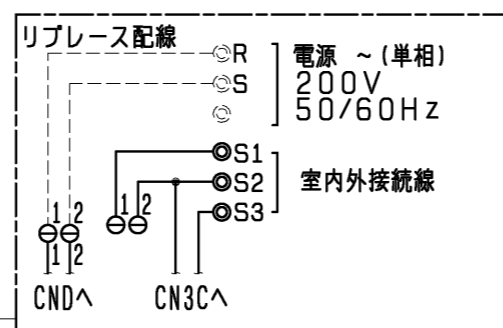 リプレース配線
R
電源 ～(単相)
S
200V
50/60Hz
S1
S2
室内外接続線
S3
1 2
1 2
1 2
CNDへ
CN3Cへ